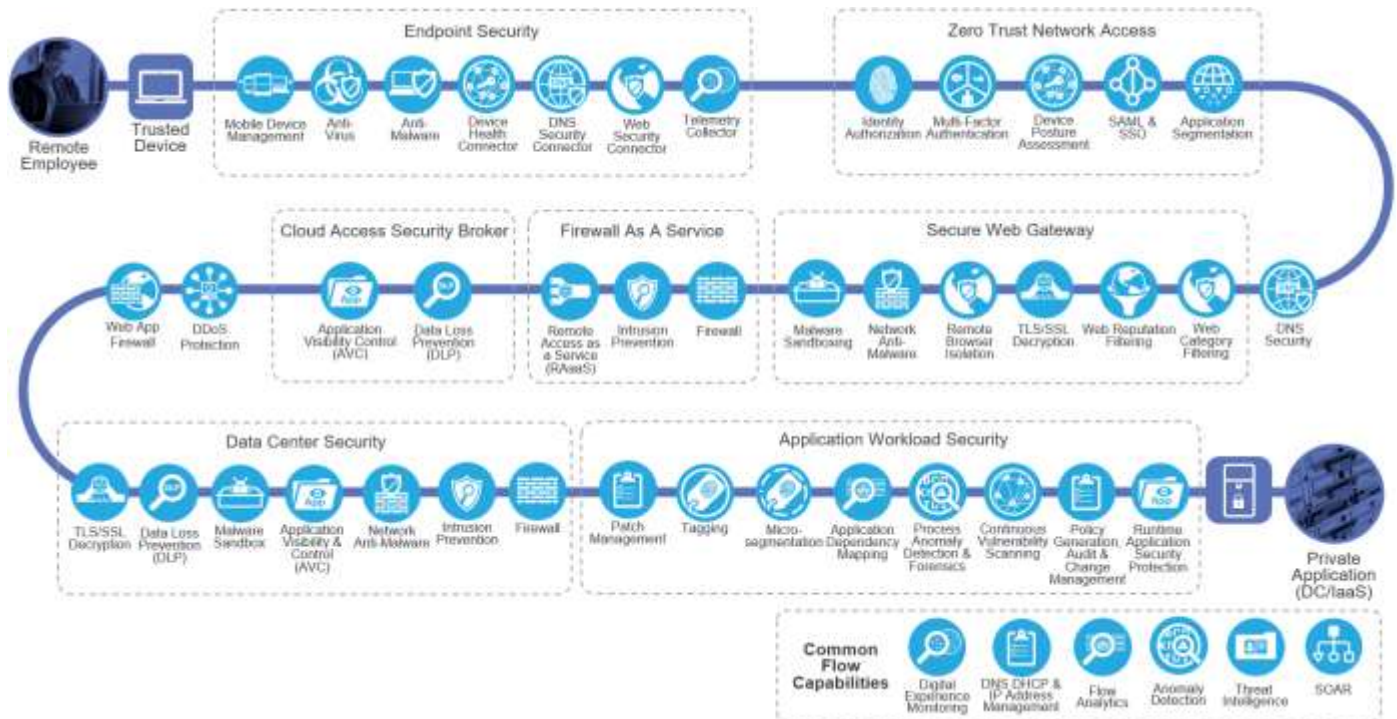 Endpoint Security
Zero Trust Network Access
Remote
Employee
Trusted
Device
Mobile Device
Management
Anti-
Virus
Anti-
Malware
Device
Health
Connector
DNS
Security
Connector
Web
Security
Connector
Telemetry
Collector
Identity
Authorization
Multi-Factor
Authentication
Device
Posture
Assessment
SAML &
SSO
Application
Segmentation
Cloud Access Security Broker
Firewall As A Service
Secure Web Gateway
Web App
Firewall
DDoS
Protection
App
Application
Visibility Control
(AVC)
DLP
Data Loss
Prevention
(DLP)
Remote
Access as
a Service
(RAaaS)
Intrusion
Prevention
Firewall
Malware
Sandboxing
Network
Anti-
Malware
Remote
Browser
Isolation
TLS/SSL
Decryption
Web Reputation
Filtering
Web
Category
Filtering
DNS
Security
Data Center Security
Application Workload Security
TLS/SSL
Decryption
DLP
Data Loss
Prevention
(DLP)
Malware
Sandbox
App
Application
Visibility &
Control
(AVC)
Network
Anti-Malware
Intrusion
Prevention
Firewall
Patch
Management
Tagging
Micro-
segmentation
Application
Dependency
Mapping
Process
Anomaly
Detection &
Forensics
Continuous
Vulnerability
Scanning
Policy
Generation,
Audit &
Change
Management
App
Runtime
Application
Security
Protection
Private
Application
(DC/IaaS)
Common
Flow
Capabilities
Digital
Experience
Monitoring
DNS DHCP &
IP Address
Management
Flow
Analytics
Anomaly
Detection
Threat
Intelligence
SOAR